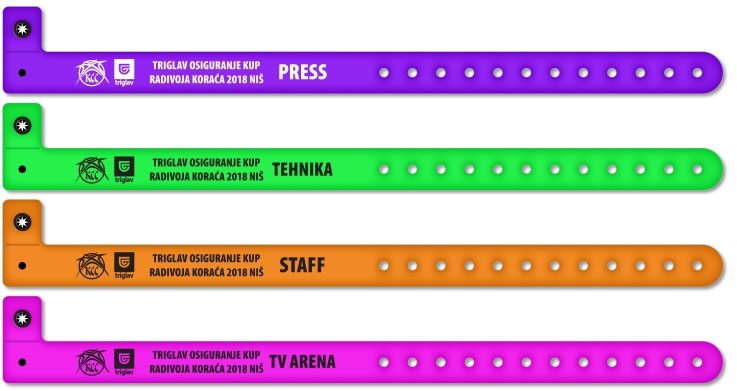 KCC triglav TRIGLAV OSIGURANJE KUP
RADIVOJA KORAĆA 2018 NIŠ PRESS
KCC triglav TRIGLAV OSIGURANJE KUP
RADIVOJA KORAĆA 2018 NIŠ TEHNIKA
KCC triglav TRIGLAV OSIGURANJE KUP
RADIVOJA KORAĆA 2018 NIŠ STAFF
KCC triglav TRIGLAV OSIGURANJE KUP
RADIVOJA KORAĆA 2018 NIŠ TV ARENA